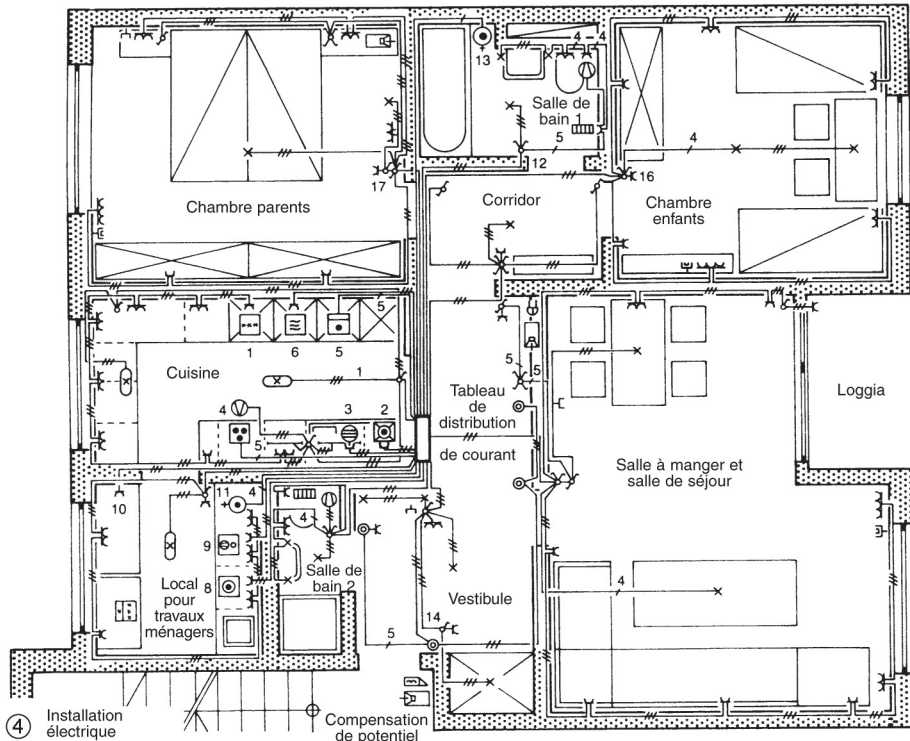 4
4
13
Salle de
bain 1
5
12
4
16
17
Corridor
Chambre
enfants
Chambre parents
5
1
6
5
Cuisine
1
4
3
2
5
5
5
Tableau
de
distribution
de courant
Loggia
Salle à manger et
salle de séjour
10
11
4
9
8
4
Salle de
bain 2
Local
pour
travaux
ménagers
Vestibule
14
5
4
4 Installation
électrique
Compensation
de potentiel